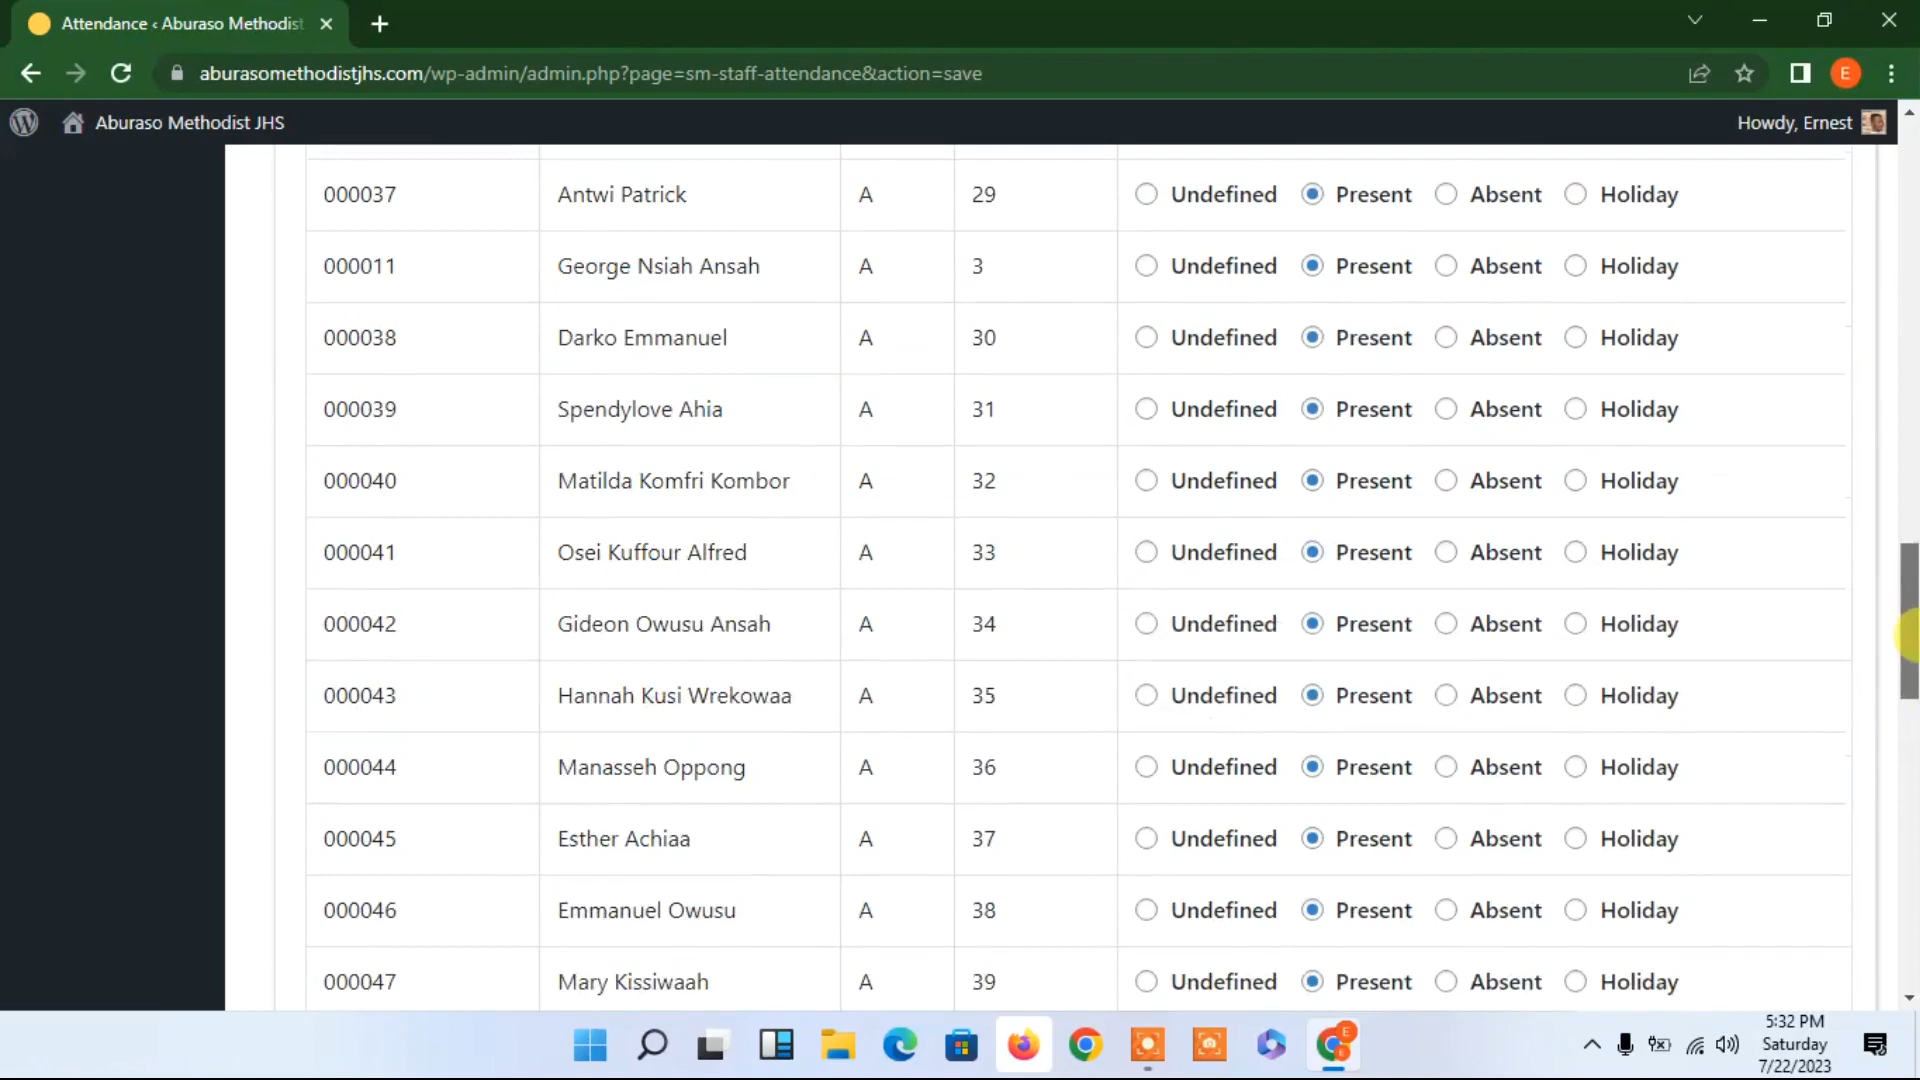 Attendance ‹ Aburaso Methodist
aburasomethodistjhs.com/wp-admin/admin.php?page=sm-staff-attendance&action=save
E
Aburaso Methodist JHS
Howdy, Ernest
000037 Antwi Patrick A 29 Undefined Present Absent Holiday
000011 George Nsiah Ansah A 3 Undefined Present Absent Holiday
000038 Darko Emmanuel A 30 Undefined Present Absent Holiday
000039 Spendylove Ahia A 31 Undefined Present Absent Holiday
000040 Matilda Komfri Kombor A 32 Undefined Present Absent Holiday
000041 Osei Kuffour Alfred A 33 Undefined Present Absent Holiday
000042 Gideon Owusu Ansah A 34 Undefined Present Absent Holiday
000043 Hannah Kusi Wrekowaa A 35 Undefined Present Absent Holiday
000044 Manasseh Oppong A 36 Undefined Present Absent Holiday
000045 Esther Achiaa A 37 Undefined Present Absent Holiday
000046 Emmanuel Owusu A 38 Undefined Present Absent Holiday
000047 Mary Kissiwaah A 39 Undefined Present Absent Holiday
5:32 PM
Saturday
7/22/2023